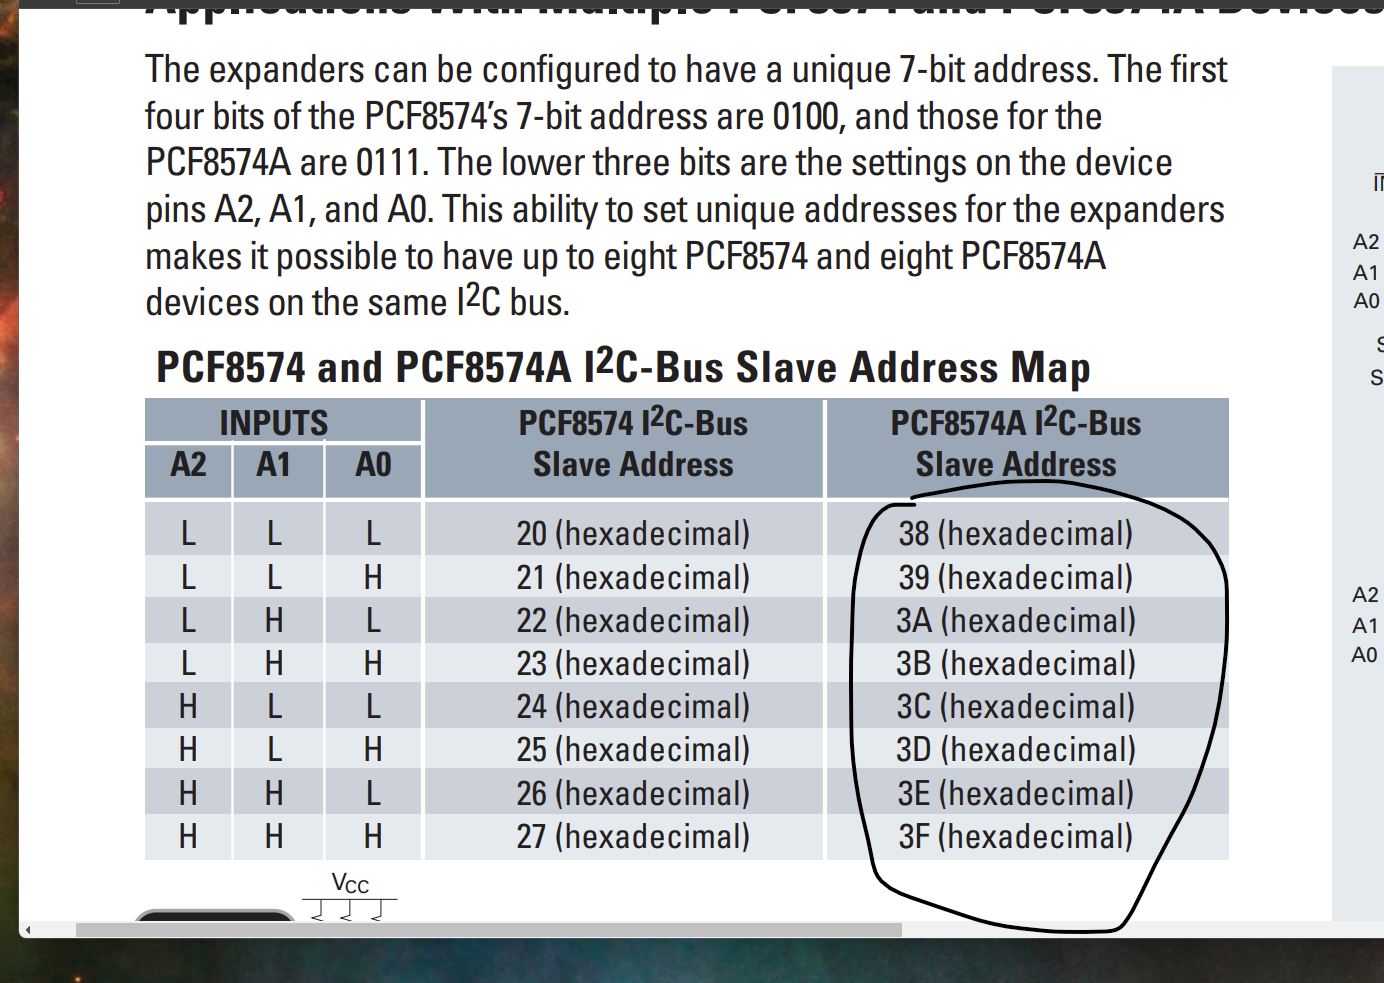 The expanders can be configured to have a unique 7-bit address. The first
four bits of the PCF8574’s 7-bit address are 0100, and those for the
PCF8574A are 0111. The lower three bits are the settings on the device
pins A2, A1, and A0. This ability to set unique addresses for the expanders
makes it possible to have up to eight PCF8574 and eight PCF8574A
devices on the same I²C bus.
PCF8574 and PCF8574A I²C-Bus Slave Address Map
INPUTS PCF8574 I²C-Bus PCF8574A I²C-Bus
A2 A1 A0 Slave Address Slave Address
L L L 20 (hexadecimal) 38 (hexadecimal)
L L H 21 (hexadecimal) 39 (hexadecimal)
L H L 22 (hexadecimal) 3A (hexadecimal)
L H H 23 (hexadecimal) 3B (hexadecimal)
H L L 24 (hexadecimal) 3C (hexadecimal)
H L H 25 (hexadecimal) 3D (hexadecimal)
H H L 26 (hexadecimal) 3E (hexadecimal)
H H H 27 (hexadecimal) 3F (hexadecimal)
VCC
A2
A1
A0
A2
A1
A0